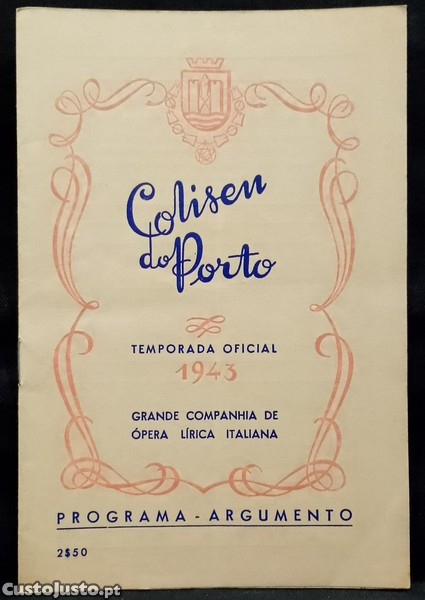 Coliseu
do Porto
TEMPORADA OFICIAL
1943
GRANDE COMPANHIA DE
ÓPERA LÍRICA ITALIANA
PROGRAMA - ARGUMENTO
2$50
© CustoJusto.pt